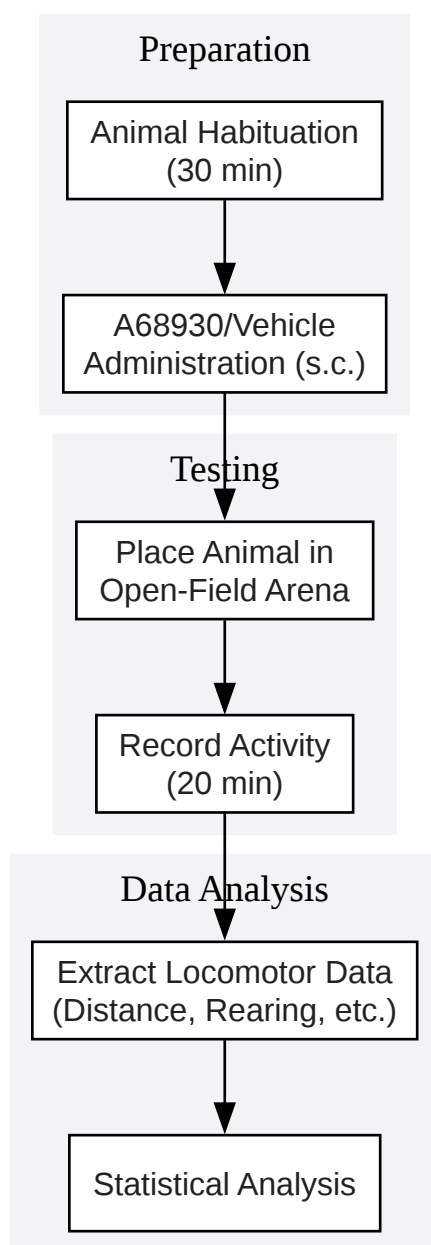 Preparation
Animal Habituation
(30 min)
A68930/Vehicle
Administration (s.c.)
Testing
Place Animal in
Open-Field Arena
Record Activity
(20 min)
Data Analysis
Extract Locomotor Data
(Distance, Rearing, etc.)
Statistical Analysis